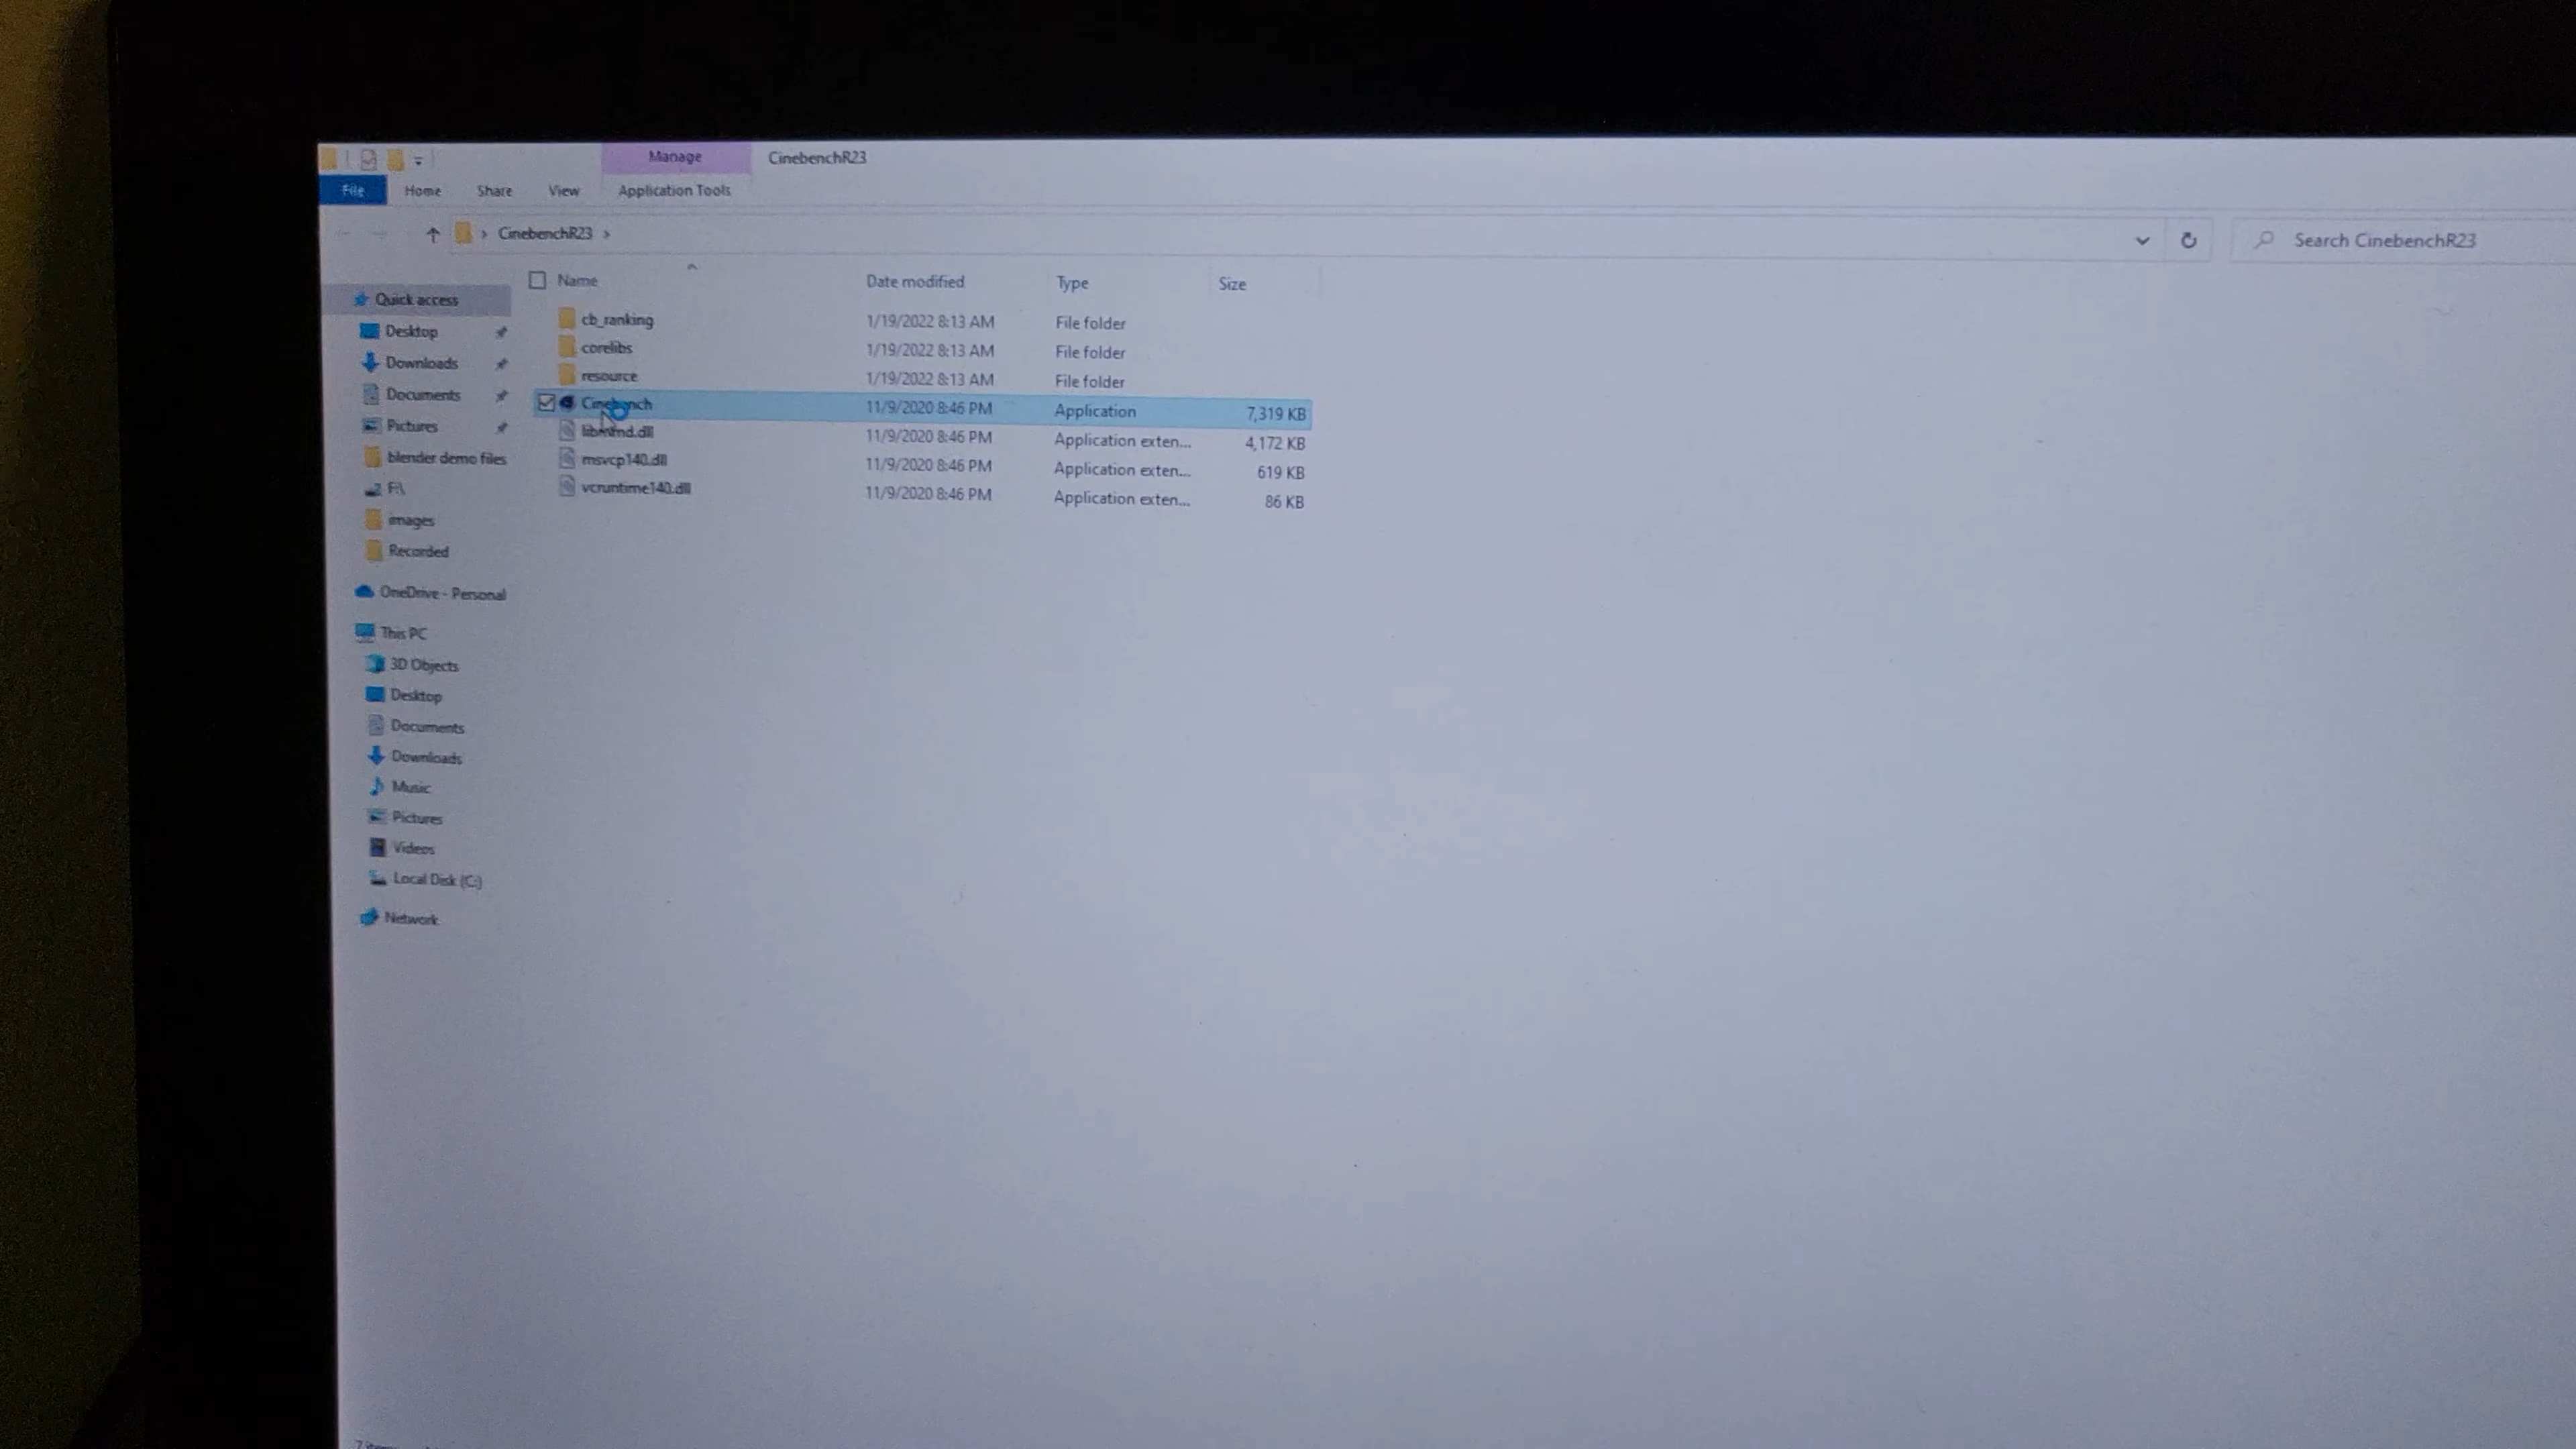 Manage CinebenchR23
File Home Share View Application Tools
CinebenchR23
Search CinebenchR23
Name Date modified Type Size
Quick access
Desktop
Downloads
Documents
Pictures
blender demo files
F:\
images
Recorded
OneDrive - Personal
This PC
3D Objects
Desktop
Documents
Downloads
Music
Pictures
Videos
Local Disk (C:)
Network
cb_ranking 1/19/2022 8:13 AM File folder
corelibs 1/19/2022 8:13 AM File folder
resource 1/19/2022 8:13 AM File folder
Cinebench 11/9/2020 8:46 PM Application 7,319 KB
11/9/2020 8:46 PM Application exten... 4,172 KB
msvcp140.dll 11/9/2020 8:46 PM Application exten... 619 KB
vcruntime140.dll 11/9/2020 8:46 PM Application exten... 86 KB